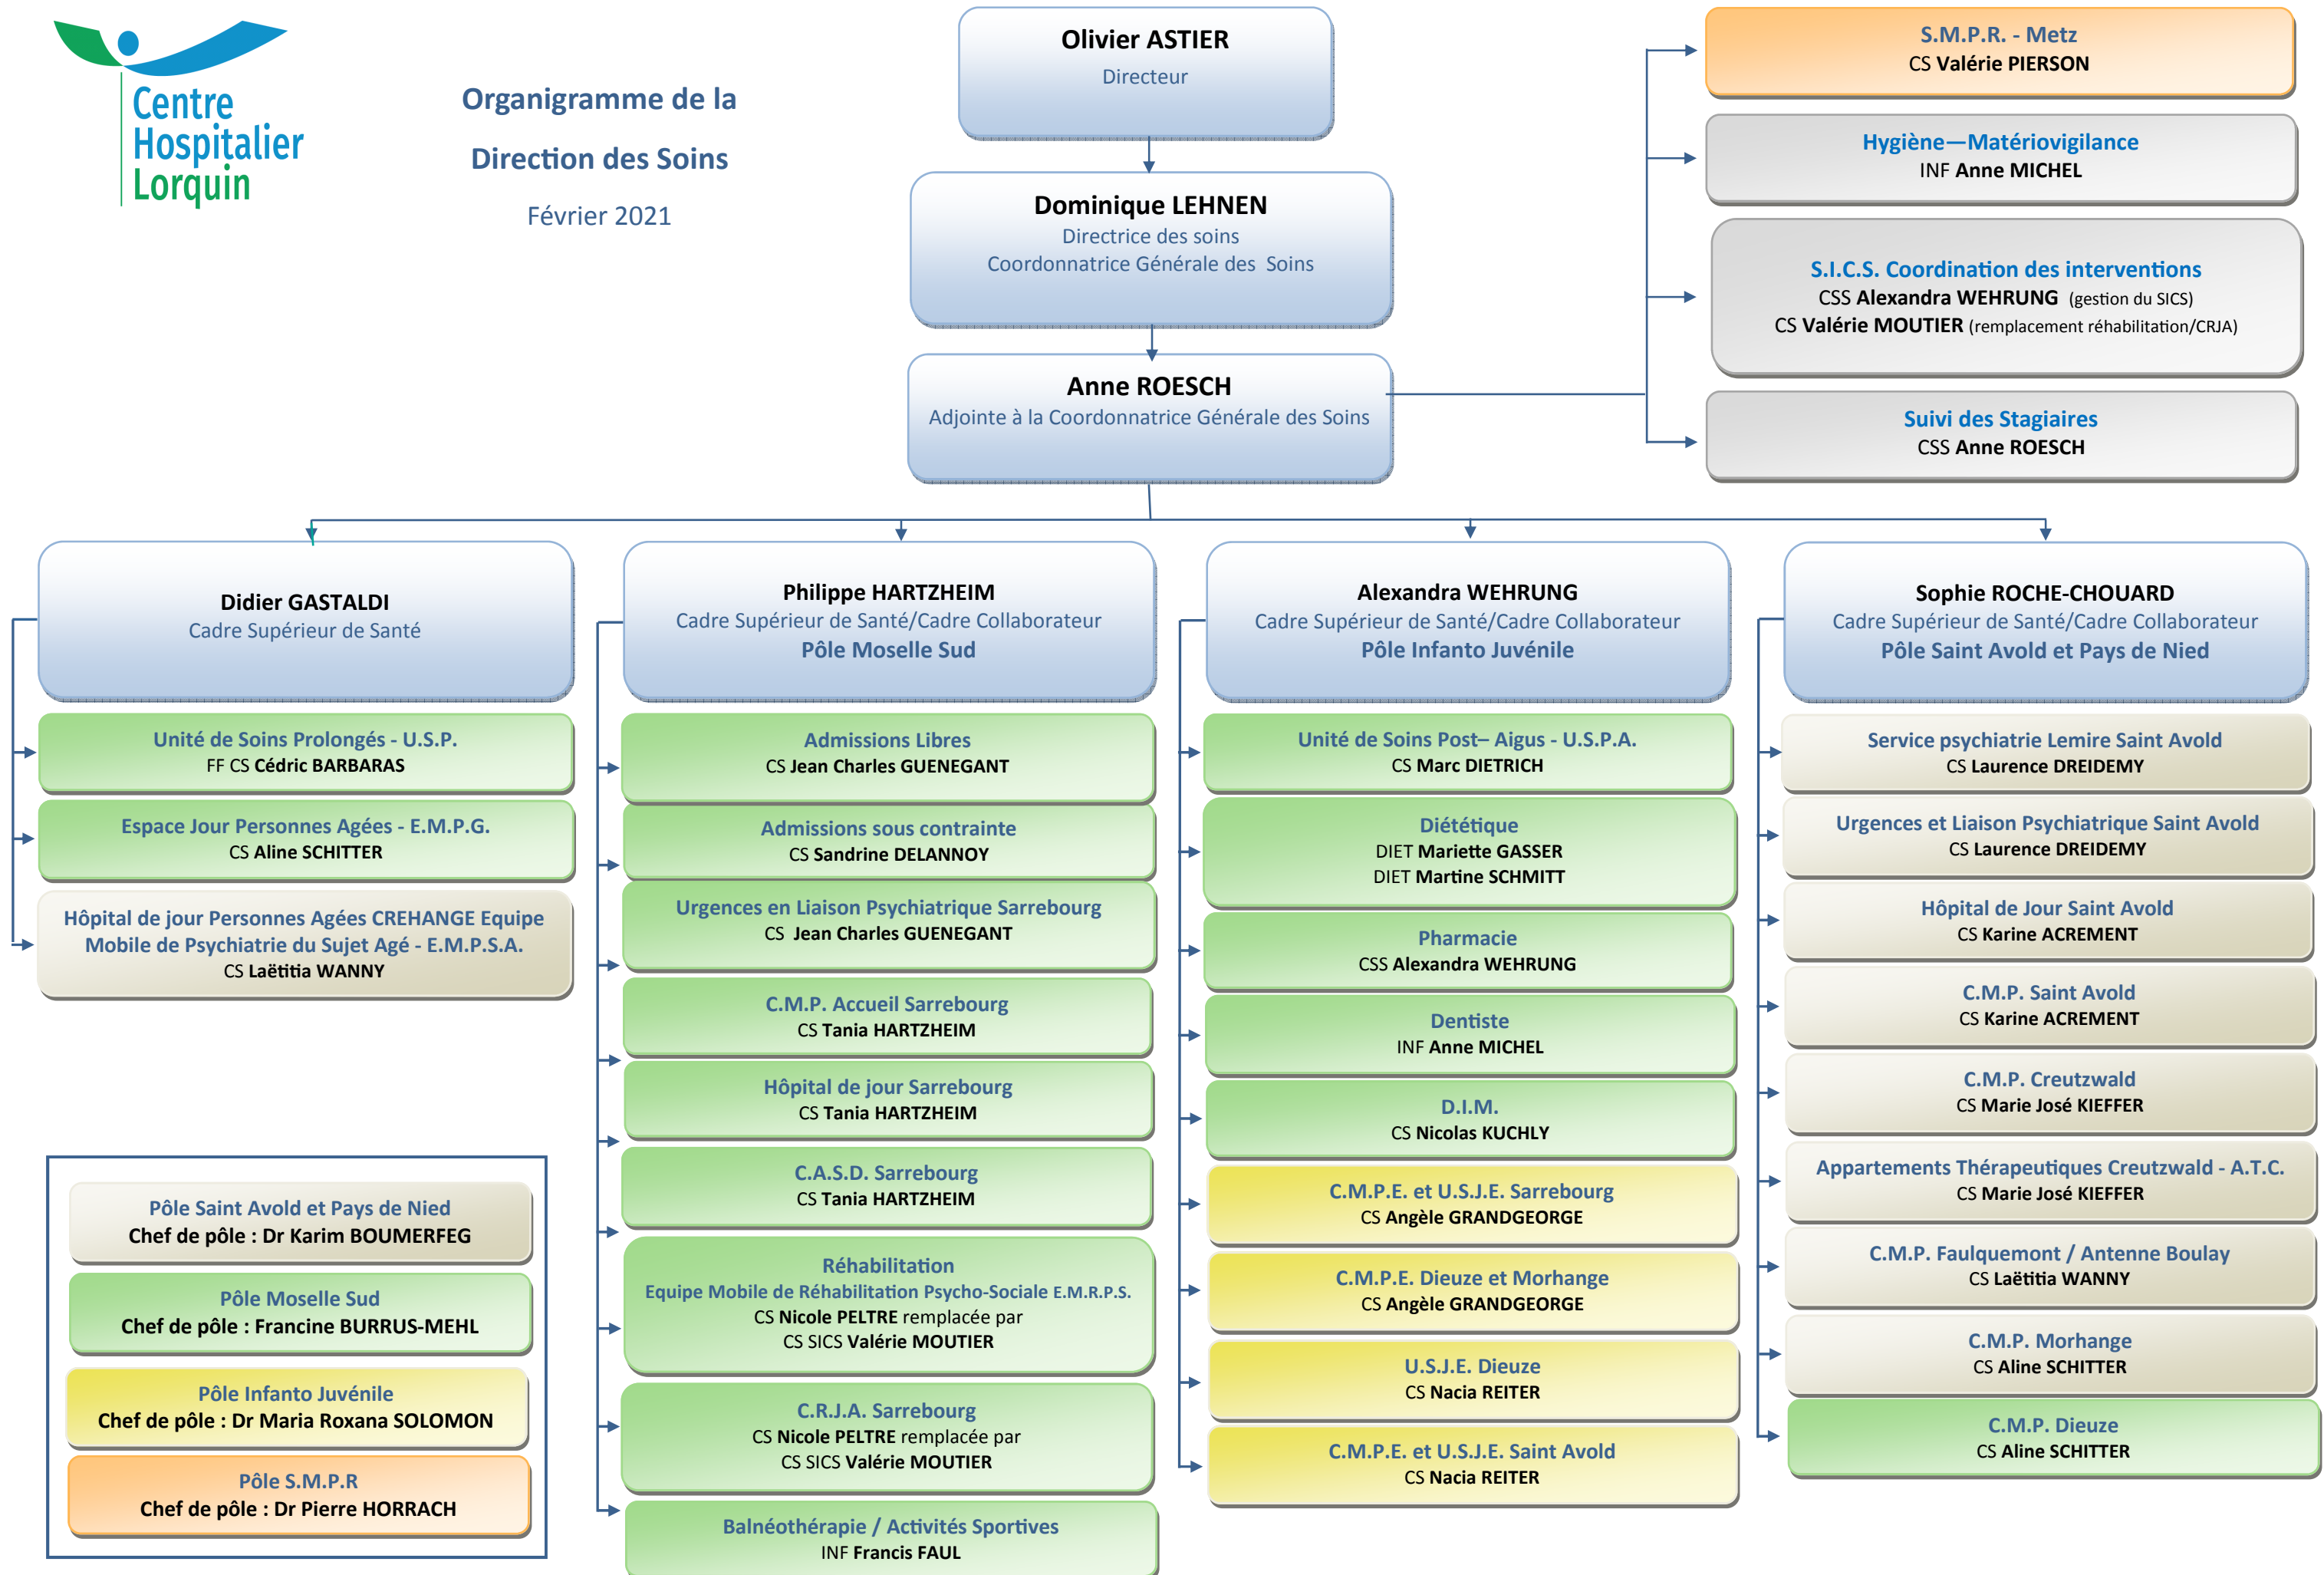 Centre
Hospitalier
Lorquin
Organigramme de la
Direction des Soins
Février 2021
Olivier ASTIER
Directeur
Dominique LEHNEN
Directrice des soins
Coordonnatrice Générale des Soins
Anne ROESCH
Adjointe à la Coordonnatrice Générale des Soins
S.M.P.R. - Metz
CS Valérie PIERSON
Hygiène—Matériovigilance
INF Anne MICHEL
S.I.C.S. Coordination des interventions
CSS Alexandra WEHRUNG (gestion du SICS)
CS Valérie MOUTIER (remplacement réhabilitation/CRJA)
Suivi des Stagiaires
CSS Anne ROESCH
Didier GASTALDI
Cadre Supérieur de Santé
Unité de Soins Prolongés - U.S.P.
FF CS Cédric BARBARAS
Espace Jour Personnes Agées - E.M.P.G.
CS Aline SCHITTER
Hôpital de jour Personnes Agées CREHANGE Equipe
Mobile de Psychiatrie du Sujet Agé - E.M.P.S.A.
CS Laëtitia WANNY
Philippe HARTZHEIM
Cadre Supérieur de Santé/Cadre Collaborateur
Pôle Moselle Sud
Admissions Libres
CS Jean Charles GUENEGANT
Admissions sous contrainte
CS Sandrine DELANNOY
Urgences en Liaison Psychiatrique Sarrebourg
CS Jean Charles GUENEGANT
C.M.P. Accueil Sarrebourg
CS Tania HARTZHEIM
Hôpital de jour Sarrebourg
CS Tania HARTZHEIM
C.A.S.D. Sarrebourg
CS Tania HARTZHEIM
Réhabilitation
Equipe Mobile de Réhabilitation Psycho-Sociale E.M.R.P.S.
CS Nicole PELTRE remplacée par
CS SICS Valérie MOUTIER
C.R.J.A. Sarrebourg
CS Nicole PELTRE remplacée par
CS SICS Valérie MOUTIER
Balnéothérapie / Activités Sportives
INF Francis FAUL
Alexandra WEHRUNG
Cadre Supérieur de Santé/Cadre Collaborateur
Pôle Infanto Juvénile
Unité de Soins Post– Aigus - U.S.P.A.
CS Marc DIETRICH
Diététique
DIET Mariette GASSER
DIET Martine SCHMITT
Pharmacie
CSS Alexandra WEHRUNG
Dentiste
INF Anne MICHEL
D.I.M.
CS Nicolas KUCHLY
C.M.P.E. et U.S.J.E. Sarrebourg
CS Angèle GRANDGEORGE
C.M.P.E. Dieuze et Morhange
CS Angèle GRANDGEORGE
U.S.J.E. Dieuze
CS Nacia REITER
C.M.P.E. et U.S.J.E. Saint Avold
CS Nacia REITER
Sophie ROCHE-CHOUARD
Cadre Supérieur de Santé/Cadre Collaborateur
Pôle Saint Avold et Pays de Nied
Service psychiatrie Lemire Saint Avold
CS Laurence DREIDEMY
Urgences et Liaison Psychiatrique Saint Avold
CS Laurence DREIDEMY
Hôpital de Jour Saint Avold
CS Karine ACREMENT
C.M.P. Saint Avold
CS Karine ACREMENT
C.M.P. Creutzwald
CS Marie José KIEFFER
Appartements Thérapeutiques Creutzwald - A.T.C.
CS Marie José KIEFFER
C.M.P. Faulquemont / Antenne Boulay
CS Laëtitia WANNY
C.M.P. Morhange
CS Aline SCHITTER
C.M.P. Dieuze
CS Aline SCHITTER
Pôle Saint Avold et Pays de Nied
Chef de pôle : Dr Karim BOUMERFEG
Pôle Moselle Sud
Chef de pôle : Francine BURRUS-MEHL
Pôle Infanto Juvénile
Chef de pôle : Dr Maria Roxana SOLOMON
Pôle S.M.P.R
Chef de pôle : Dr Pierre HORRACH